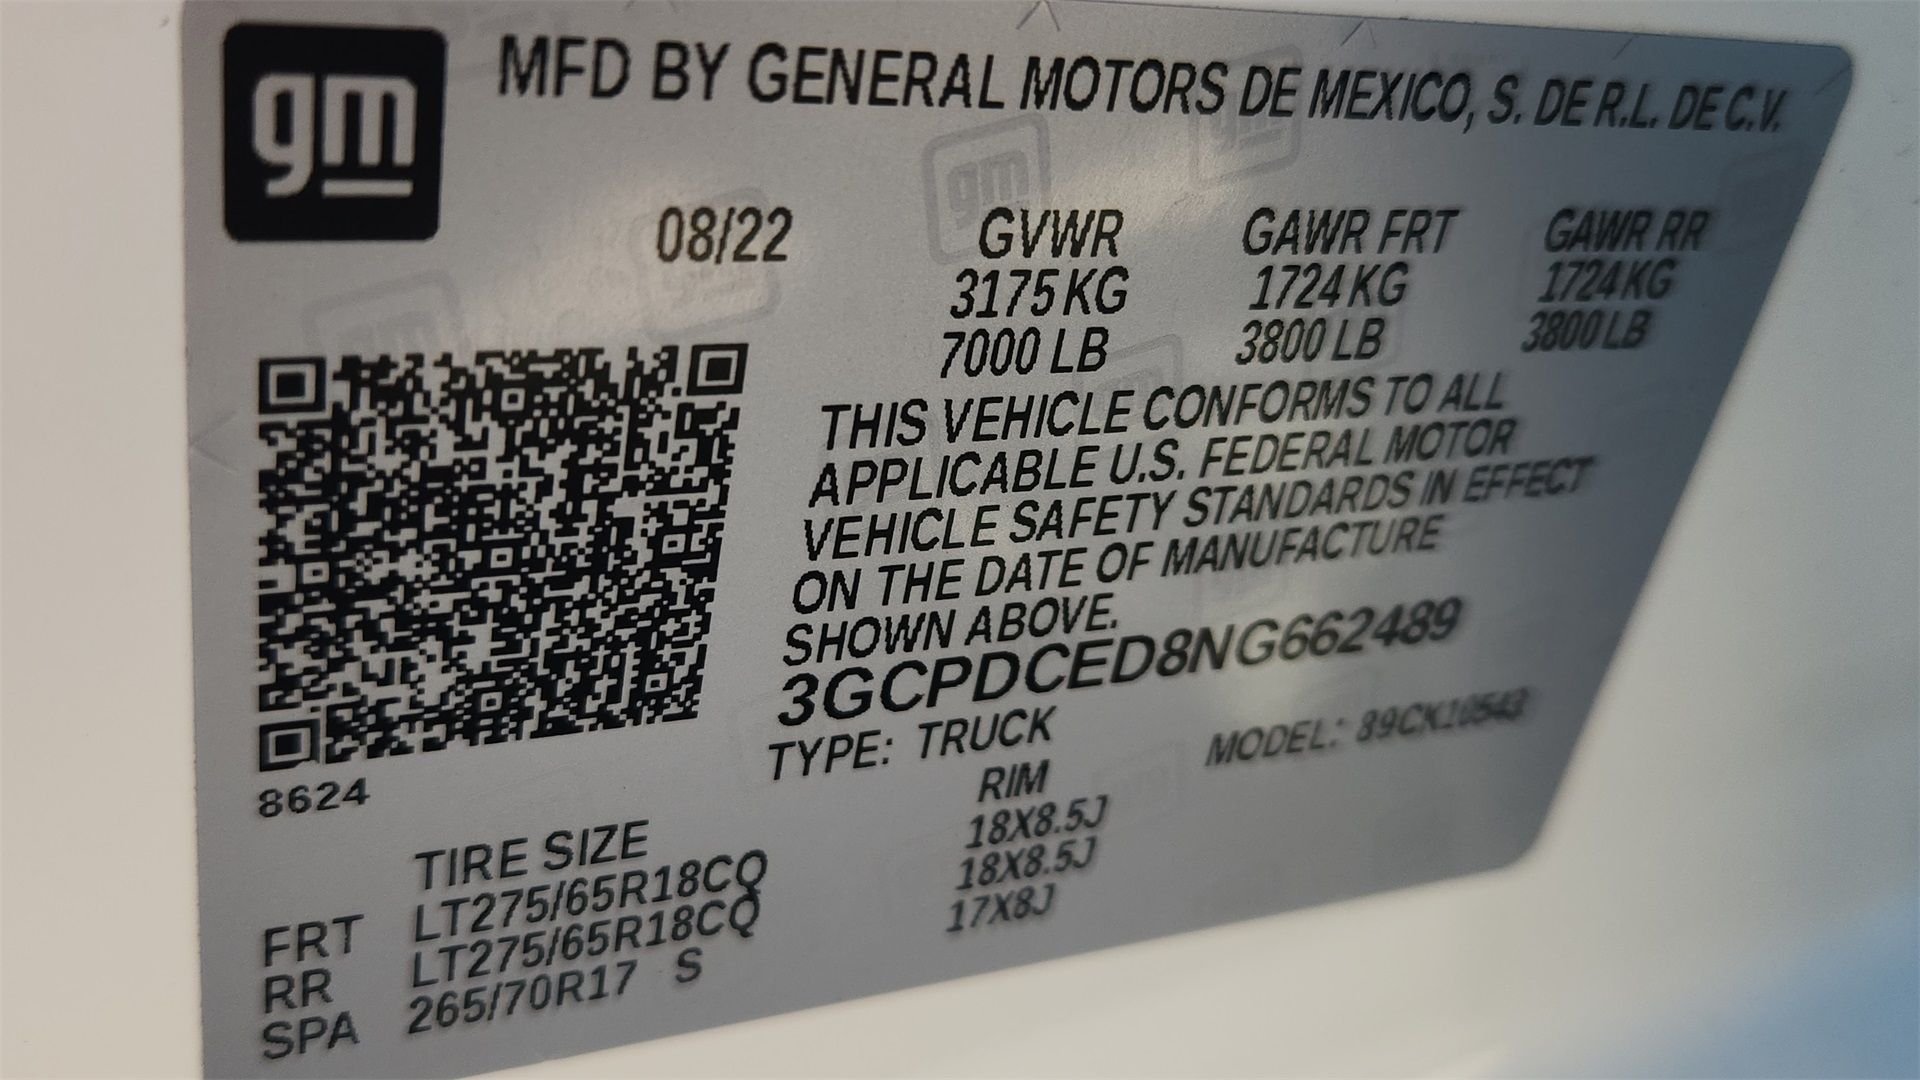 gm
MFD BY GENERAL MOTORS DE MEXICO, S. DE R.L. DE C.V.
08/22 GVWR GAWR FRT GAWR RR
3175 KG 1724 KG 1724 KG
7000 LB 3800 LB 3800 LB
THIS VEHICLE CONFORMS TO ALL
APPLICABLE U.S. FEDERAL MOTOR
VEHICLE SAFETY STANDARDS IN EFFECT
ON THE DATE OF MANUFACTURE
SHOWN ABOVE.
3GCPDCED8NG662489
TYPE: TRUCK MODEL: 89CK10543
8624
TIRE SIZE RIM
FRT LT275/65R18CQ 18X8.5J
RR LT275/65R18CQ 18X8.5J
SPA 265/70R17 S 17X8J